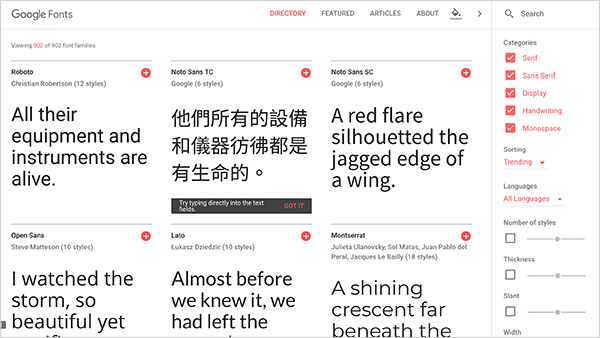 Google Fonts
DIRECTORY
FEATURED
ARTICLES
ABOUT
Search
Viewing 902 of 902 font families
Roboto
Christian Robertson (12 styles)
All their
equipment and
instruments are
alive.
Noto Sans TC
Google (6 styles)
他們所有的設備
和儀器彷彿都是
有生命的。
Try typing directly into the text
fields.
GOT IT
Noto Sans SC
Google (6 styles)
A red flare
silhouetted the
jagged edge of
a wing.
Open Sans
Steve Matteson (10 styles)
I watched the
storm, so
beautiful yet
Lato
Łukasz Dziedzic (10 styles)
Almost before
we knew it, we
had left the
Montserrat
Julieta Ulanovsky, Sol Matas, Juan Pablo del
Peral, Jacques Le Bailly (18 styles)
A shining
crescent far
beneath the
Categories
Serif
Sans Serif
Display
Handwriting
Monospace
Sorting
Trending
Languages
All Languages
Number of styles
Thickness
Slant
Width